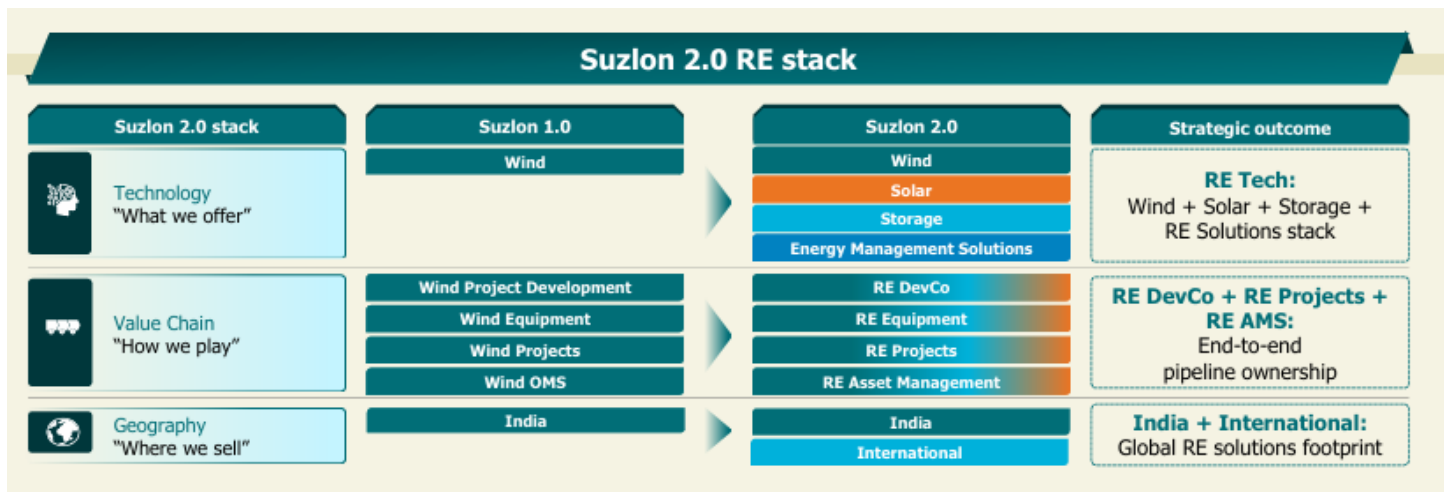 Suzlon 2.0 RE stack
Suzlon 2.0 stack
Suzlon 1.0
Suzlon 2.0
Strategic outcome
Technology
“What we offer”
Wind
Wind
Solar
Storage
Energy Management Solutions
RE Tech:
Wind + Solar + Storage +
RE Solutions stack
Value Chain
“How we play”
Wind Project Development
Wind Equipment
Wind Projects
Wind OMS
RE DevCo
RE Equipment
RE Projects
RE Asset Management
RE DevCo + RE Projects +
RE AMS:
End-to-end
pipeline ownership
Geography
“Where we sell”
India
India
International
India + International:
Global RE solutions footprint